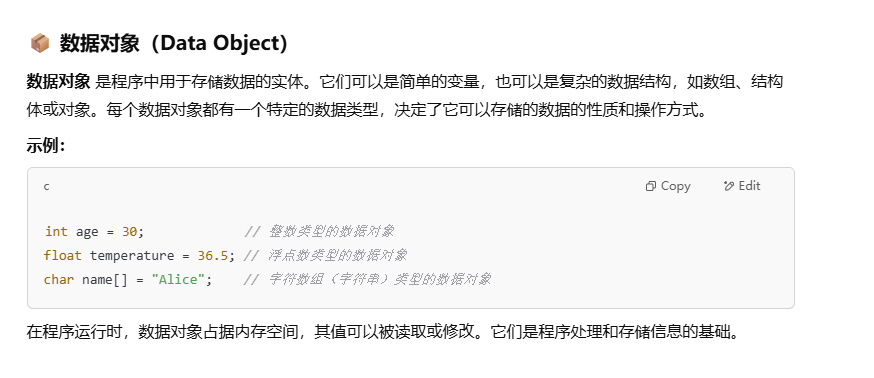 📦 数据对象（Data Object）
数据对象 是程序中用于存储数据的实体。它们可以是简单的变量，也可以是复杂的数据结构，如数组、结构
体或对象。每个数据对象都有一个特定的数据类型，决定了它可以存储的数据的性质和操作方式。
示例：
c Copy Edit
int age = 30; // 整数类型的数据对象
float temperature = 36.5; // 浮点数类型的数据对象
char name[] = "Alice"; // 字符数组（字符串）类型的数据对象
在程序运行时，数据对象占据内存空间，其值可以被读取或修改。它们是程序处理和存储信息的基础。